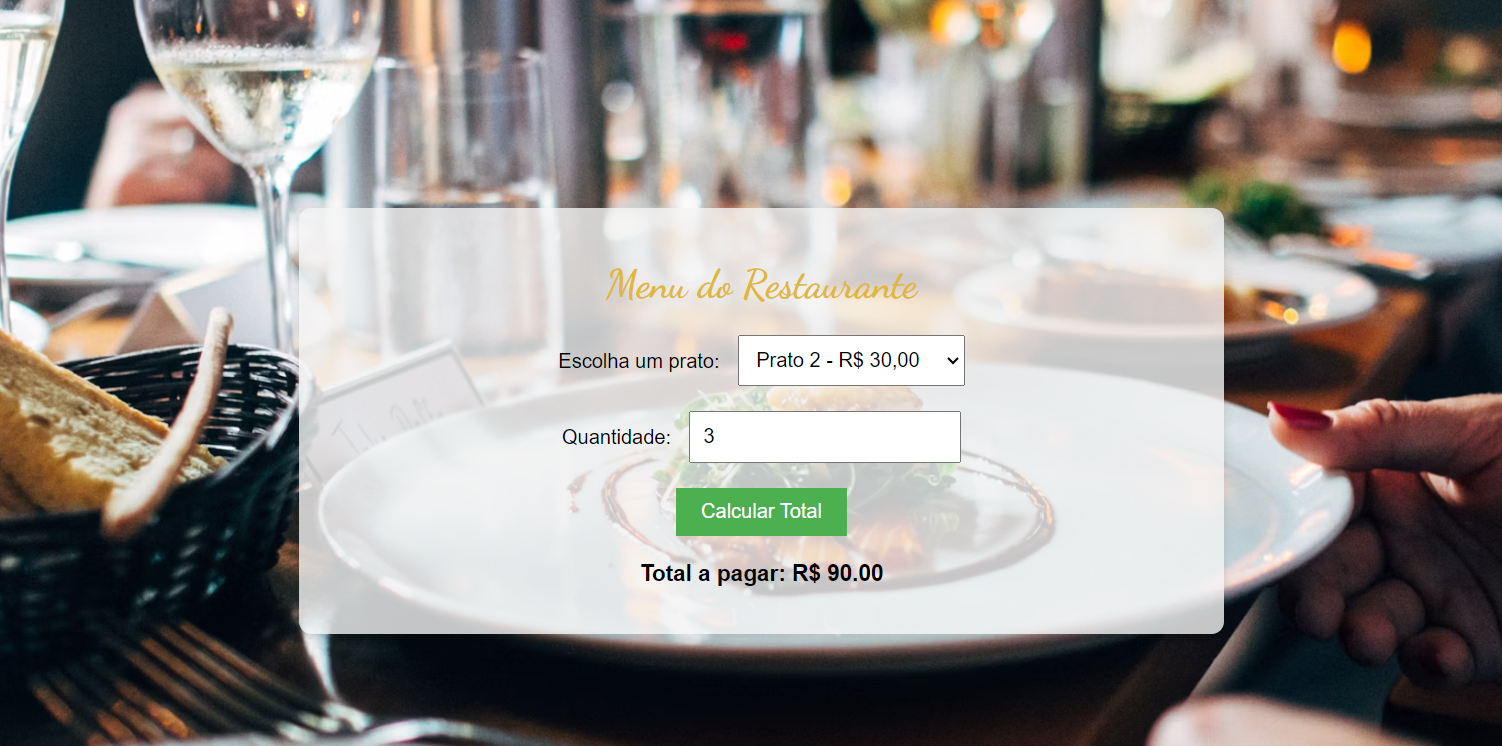 Menu do Restaurante
Escolha um prato: Prato 2 - R$ 30,00
Quantidade: 3
Calcular Total
Total a pagar: R$ 90.00